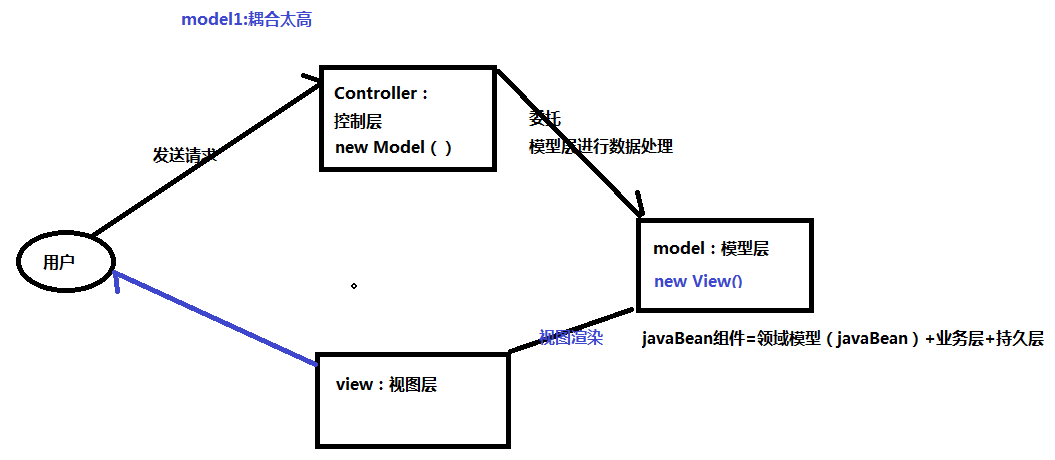 model1:耦合太高
Controller：
控制层
new Model（ ）
委托
模型层进行数据处理
发送请求
用户
model：模型层
new View()
视图渲染
javaBean组件=领域模型（javaBean）+业务层+持久层
view：视图层